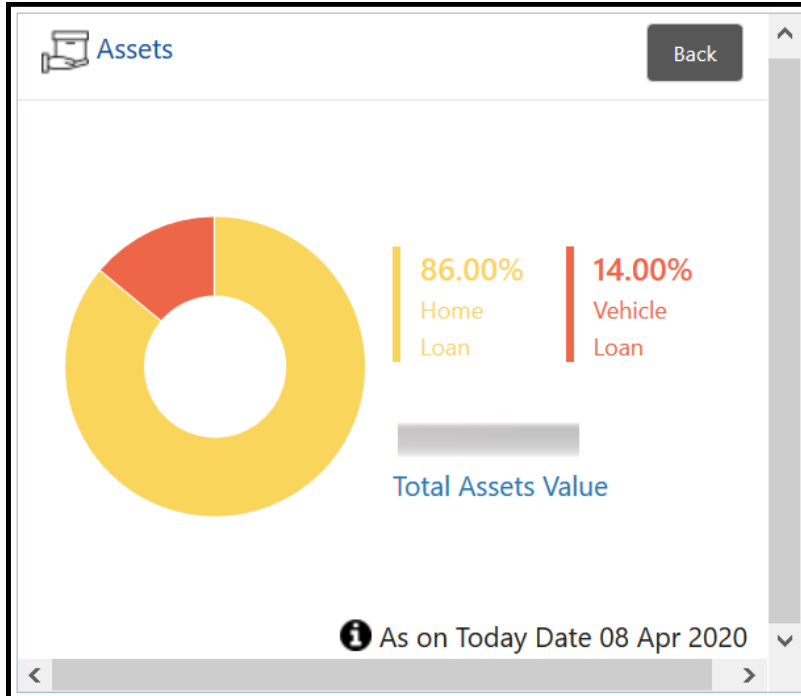 Assets
Back
86.00%
Home
Loan
14.00%
Vehicle
Loan
Total Assets Value
As on Today Date 08 Apr 2020